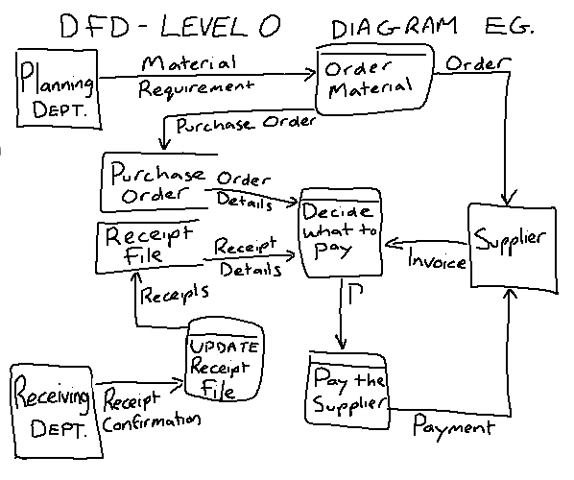 DFD - LEVEL 0 DIAGRAM EG.
Planning
DEPT.
Material
Requirement
Order
Material
Order
Purchase Order
Purchase
Order
Order
Details
Decide
what to
pay
Supplier
Invoice
Receipt
File
Receipt
Details
Receipts
UPDATE
Receipt
File
Receiving
DEPT.
Receipt
Confirmation
Pay the
Supplier
Payment